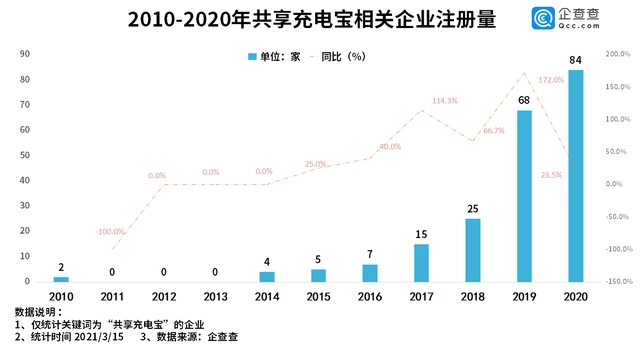 2010-2020年共享充电宝相关企业注册量
企查查
Qcc.com
单位：家 同比（%）
90
80
70
60
50
40
30
20
10
0
200.0%
150.0%
100.0%
50.0%
0.0%
-50.0%
-100.0%
-150.0%
2 0 0 0 4 5 7 15 25 68 84
-100.0% 0.0% 0.0% 0.0% 25.0% 40.0% 114.3% 66.7% 172.0% 23.5%
2010 2011 2012 2013 2014 2015 2016 2017 2018 2019 2020
数据说明：
1、仅统计关键词为“共享充电宝”的企业
2、统计时间 2021/3/15 3、数据来源：企查查